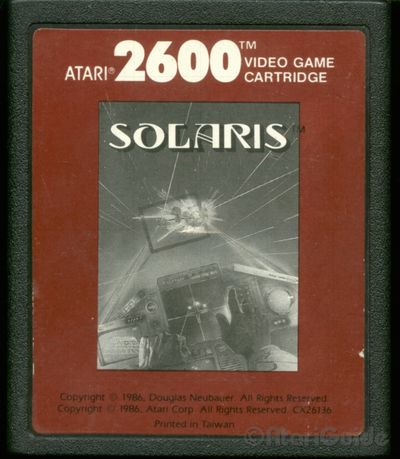 ATARI® 2600™ VIDEO GAME
CARTRIDGE
SOLARIS™
Copyright © 1986, Douglas Neubauer. All Rights Reserved.
Copyright © 1986, Atari Corp. All Rights Reserved. CX26136
Printed in Taiwan
©AtariGuide